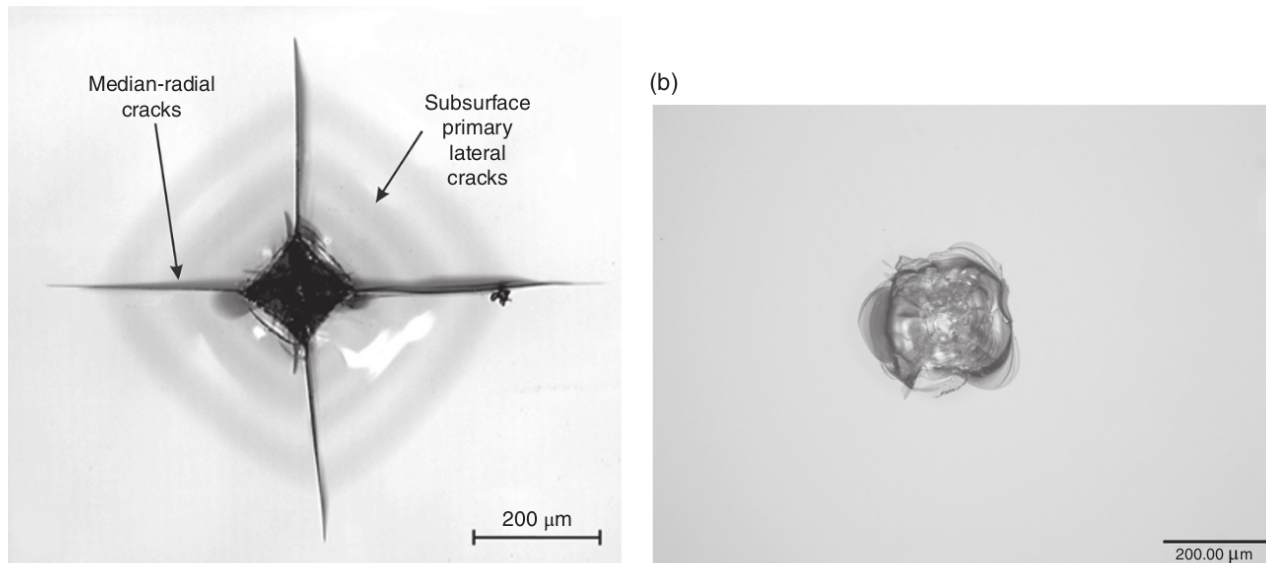 Median-radial
cracks
Subsurface
primary
lateral
cracks
200 μm
(b)
200.00 μm